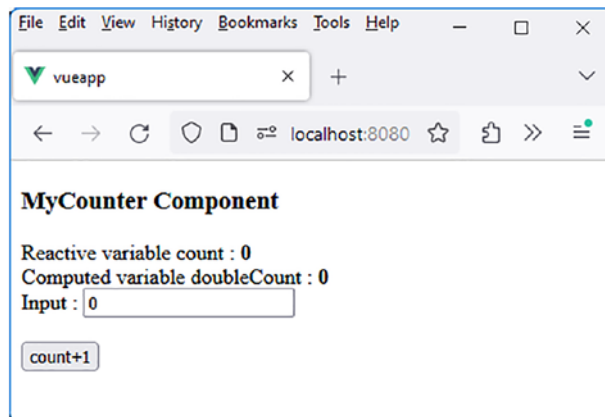 File Edit View History Bookmarks Tools Help
vueapp
localhost:8080
MyCounter Component
Reactive variable count : 0
Computed variable doubleCount : 0
Input : 0
count+1